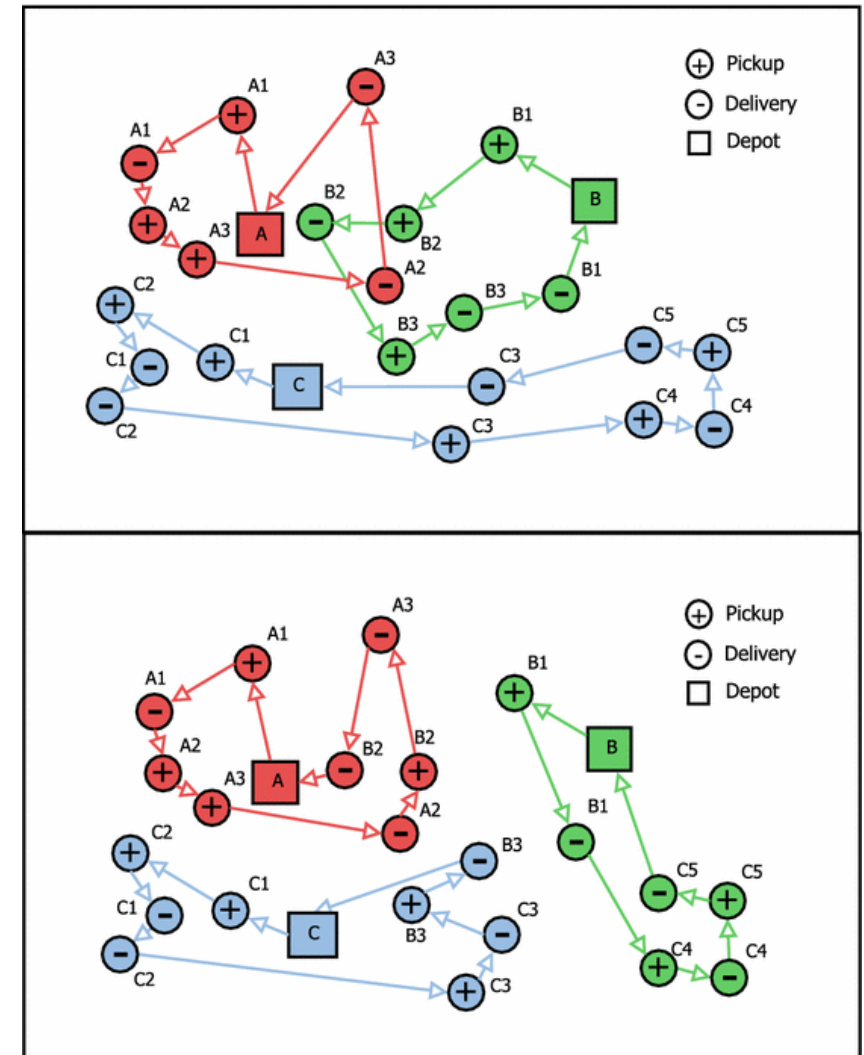 A3
A1
Pickup
+
Delivery
-
B1
A1
Depot
+
+
-
B2
B
A2
-
+
+
A3
A
B2
-
A2
+
-
B3
B1
C2
-
-
+
B3
C5
C5
C1
-
+
C1
+
C3
+
-
C
-
C4
C4
-
C2
+
-
+
C3
A3
Pickup
+
-
A1
Delivery
-
+
B1
A1
Depot
+
-
A2
B2
B2
B
+
A3
A
-
+
+
A2
B1
C2
-
-
+
B3
-
C5
C5
C1
C1
-
+
+
-
+
B3
C3
C
-
C4
C4
-
+
-
C2
+
C3